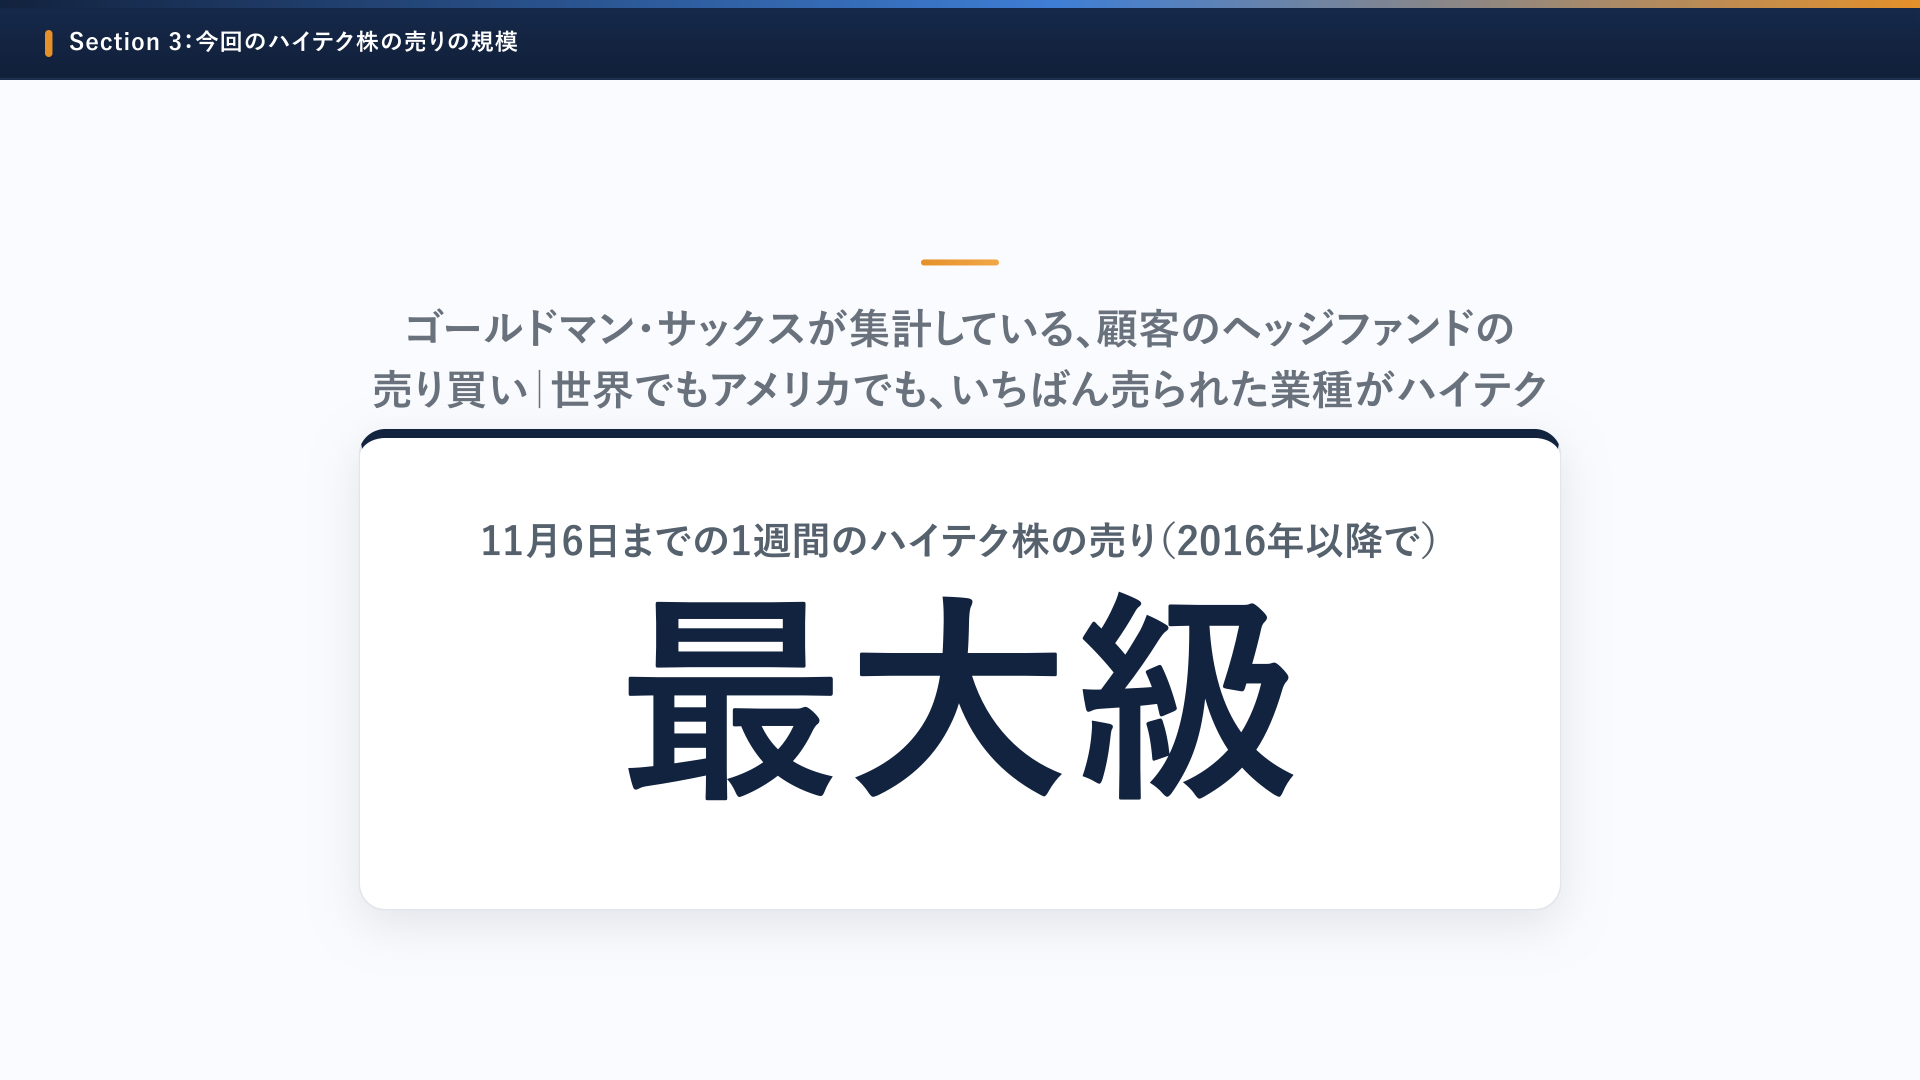 Section 3：今回のハイテク株の売りの規模
ゴールドマン・サックスが集計している、顧客のヘッジファンドの
売り買い｜世界でもアメリカでも、いちばん売られた業種がハイテク
11月6日までの1週間のハイテク株の売り（2016年以降で）
最大級